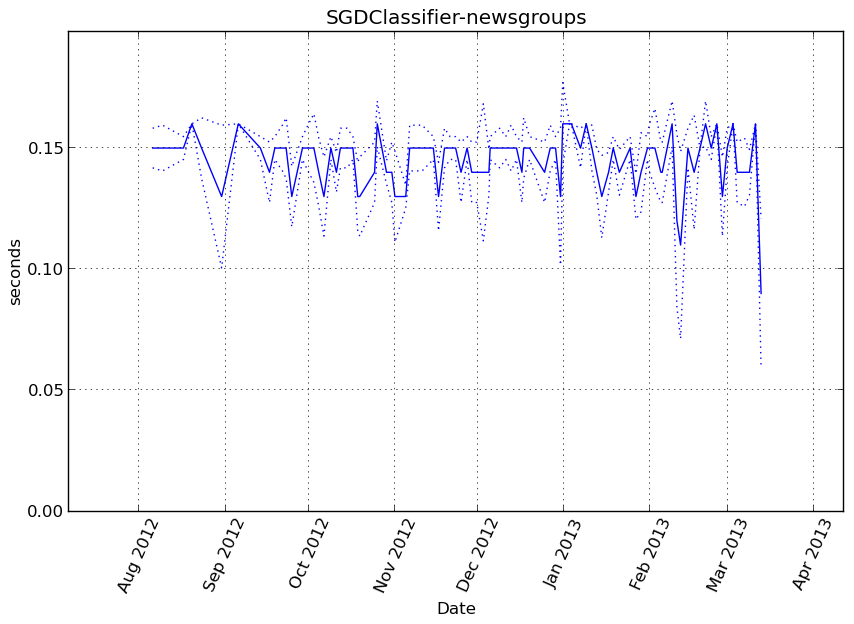 SGDClassifier-newsgroups
seconds
0.15
0.10
0.05
0.00
Aug 2012
Sep 2012
Oct 2012
Nov 2012
Dec 2012
Jan 2013
Feb 2013
Mar 2013
Apr 2013
Date